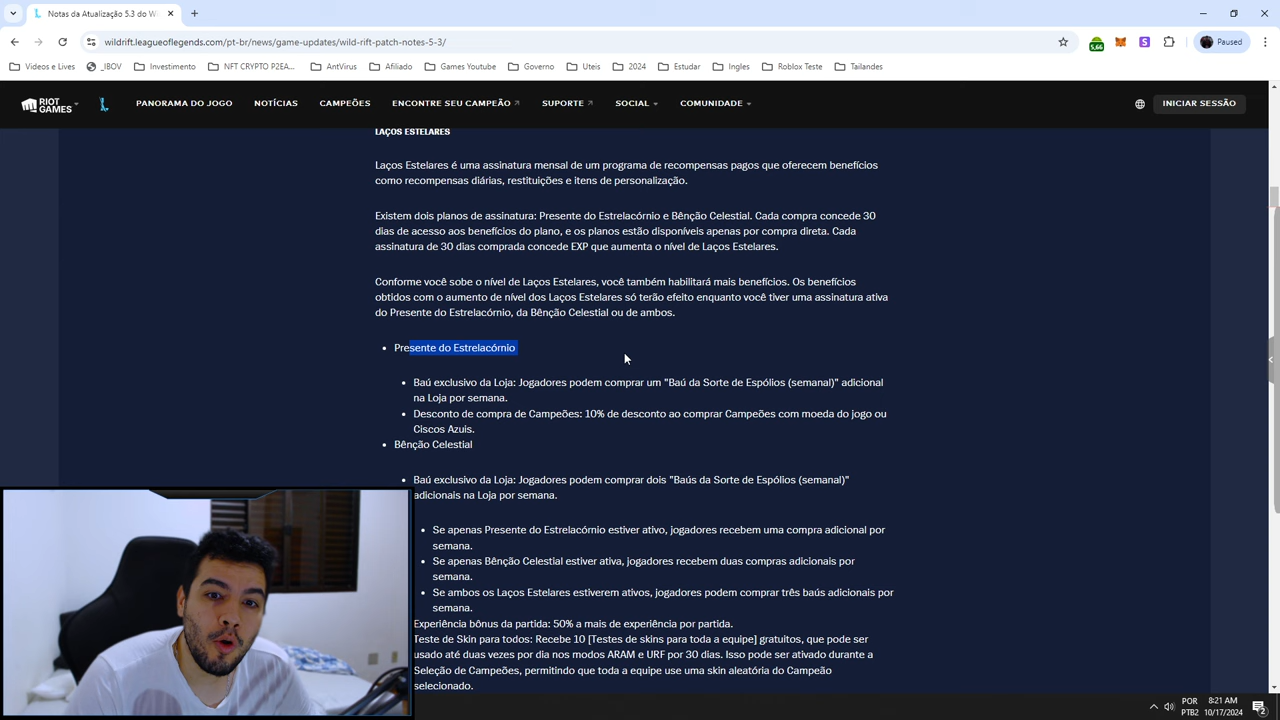 Notas da Atualização 5.3 do Wi
wildrift.leagueoflegends.com/pt-br/news/game-updates/wild-rift-patch-notes-5-3/
5,66
S
Paused
Videos e Lives
_IBOV
Investimento
NFT CRYPTO P2EA...
AntVirus
Afiliado
Games Youtube
Governo
Uteis
2024
Estudar
Ingles
Roblox Teste
Tailandes
RIOT GAMES
PANORAMA DO JOGO
NOTÍCIAS
CAMPEÕES
ENCONTRE SEU CAMPEÃO
SUPORTE
SOCIAL
COMUNIDADE
INICIAR SESSÃO
LAÇOS ESTELARES
Laços Estelares é uma assinatura mensal de um programa de recompensas pagos que oferecem benefícios
como recompensas diárias, restituições e itens de personalização.
Existem dois planos de assinatura: Presente do Estrelacórnio e Bênção Celestial. Cada compra concede 30
dias de acesso aos benefícios do plano, e os planos estão disponíveis apenas por compra direta. Cada
assinatura de 30 dias comprada concede EXP que aumenta o nível de Laços Estelares.
Conforme você sobe o nível de Laços Estelares, você também habilitará mais benefícios. Os benefícios
obtidos com o aumento de nível dos Laços Estelares só terão efeito enquanto você tiver uma assinatura ativa
do Presente do Estrelacórnio, da Bênção Celestial ou de ambos.
Presente do Estrelacórnio
Baú exclusivo da Loja: Jogadores podem comprar um "Baú da Sorte de Espólios (semanal)" adicional
na Loja por semana.
Desconto de compra de Campeões: 10% de desconto ao comprar Campeões com moeda do jogo ou
Ciscos Azuis.
Bênção Celestial
Baú exclusivo da Loja: Jogadores podem comprar dois "Baús da Sorte de Espólios (semanal)"
adicionais na Loja por semana.
Se apenas Presente do Estrelacórnio estiver ativo, jogadores recebem uma compra adicional por
semana.
Se apenas Bênção Celestial estiver ativa, jogadores recebem duas compras adicionais por
semana.
Se ambos os Laços Estelares estiverem ativos, jogadores podem comprar três baús adicionais por
semana.
Experiência bônus da partida: 50% a mais de experiência por partida.
Teste de Skin para todos: Recebe 10 [Testes de skins para toda a equipe] gratuitos, que pode ser
usado até duas vezes por dia nos modos ARAM e URF por 30 dias. Isso pode ser ativado durante a
Seleção de Campeões, permitindo que toda a equipe use uma skin aleatória do Campeão
selecionado.
POR
PTB2
8:21 AM
10/17/2024
2